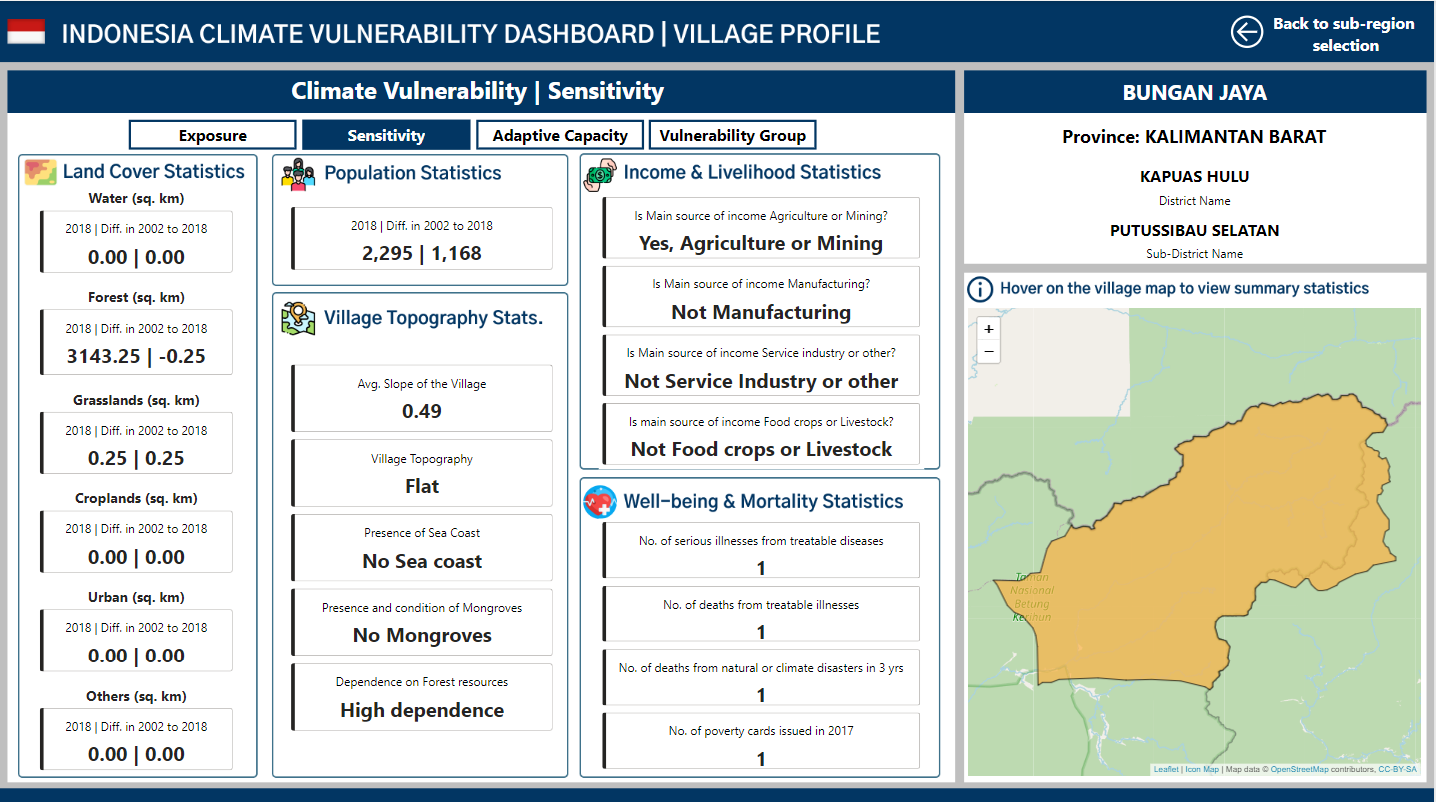 INDONESIA CLIMATE VULNERABILITY DASHBOARD | VILLAGE PROFILE
Back to sub-region
selection
Climate Vulnerability | Sensitivity
Exposure
Sensitivity
Adaptive Capacity
Vulnerability Group
Land Cover Statistics
Water (sq. km)
2018 | Diff. in 2002 to 2018
0.00 | 0.00
Forest (sq. km)
2018 | Diff. in 2002 to 2018
3143.25 | -0.25
Grasslands (sq. km)
2018 | Diff. in 2002 to 2018
0.25 | 0.25
Croplands (sq. km)
2018 | Diff. in 2002 to 2018
0.00 | 0.00
Urban (sq. km)
2018 | Diff. in 2002 to 2018
0.00 | 0.00
Others (sq. km)
2018 | Diff. in 2002 to 2018
0.00 | 0.00
Population Statistics
2018 | Diff. in 2002 to 2018
2,295 | 1,168
Village Topography Stats.
Avg. Slope of the Village
0.49
Village Topography
Flat
Presence of Sea Coast
No Sea coast
Presence and condition of Mongroves
No Mongroves
Dependence on Forest resources
High dependence
Income & Livelihood Statistics
Is Main source of income Agriculture or Mining?
Yes, Agriculture or Mining
Is Main source of income Manufacturing?
Not Manufacturing
Is Main source of income Service industry or other?
Not Service Industry or other
Is main source of income Food crops or Livestock?
Not Food crops or Livestock
Well-being & Mortality Statistics
No. of serious illnesses from treatable diseases
1
No. of deaths from treatable illnesses
1
No. of deaths from natural or climate disasters in 3 yrs
1
No. of poverty cards issued in 2017
1
BUNGAN JAYA
Province: KALIMANTAN BARAT
KAPUAS HULU
District Name
PUTUSSIBAU SELATAN
Sub-District Name
Hover on the village map to view summary statistics
+
−
Taman
Nasional
Betung
Kerihun
Leaflet | Icon Map | Map data © OpenStreetMap contributors, CC-BY-SA